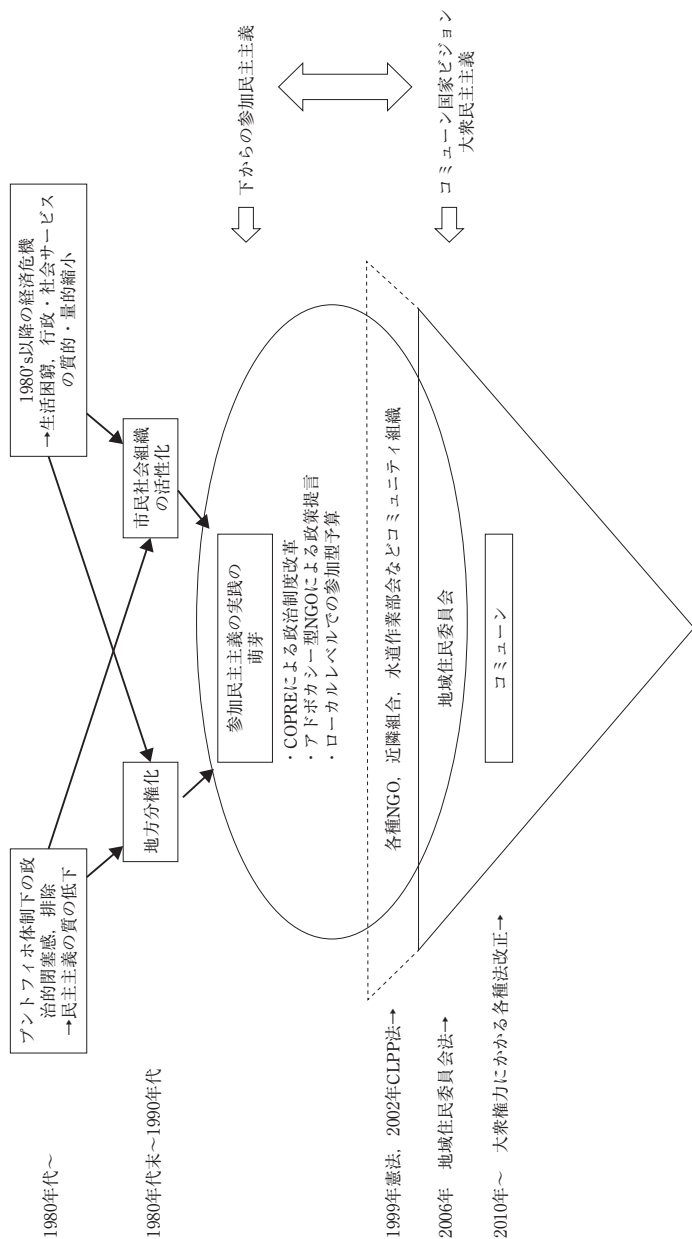 1980年代～
プントフィホ体制下の政
治的閉塞感，排除
→民主主義の質の低下
1980's以降の経済危機
→生活困窮，行政・社会サービス
の質的・量的縮小
1980年代末～1990年代
地方分権化
市民社会組織
の活性化
参加民主主義の実践の
萌芽
・COPREによる政治制度改革
・アドボカシー型NGOによる政策提言
・ローカルレベルでの参加型予算
下からの参加民主主義
1999年憲法，2002年CLPP法→
各種NGO，近隣組合，水道作業部会などコミュニティ組織
2006年　地域住民委員会法→
地域住民委員会
コミューン国家ビジョン
大衆民主主義
2010年～　大衆権力にかかる各種法改正→
コミューン